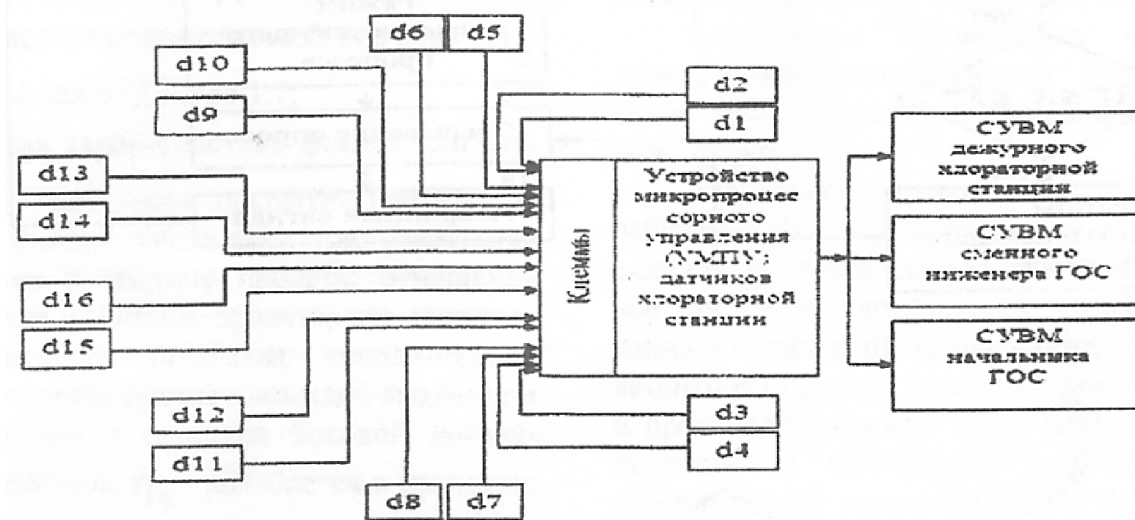 d6 d5
d10
d2
d9
d1
d13
d14
d16
d15
d12
d11
d3
d4
d8 d7
Клеммы
Устройство
микропроцес
сорного
управления
(УМПУ)
датчиков
хлораторной
станции
СУВМ
дежурного
хлораторной
станции
СУВМ
сменного
инженера ГОС
СУВМ
начальника
ГОС